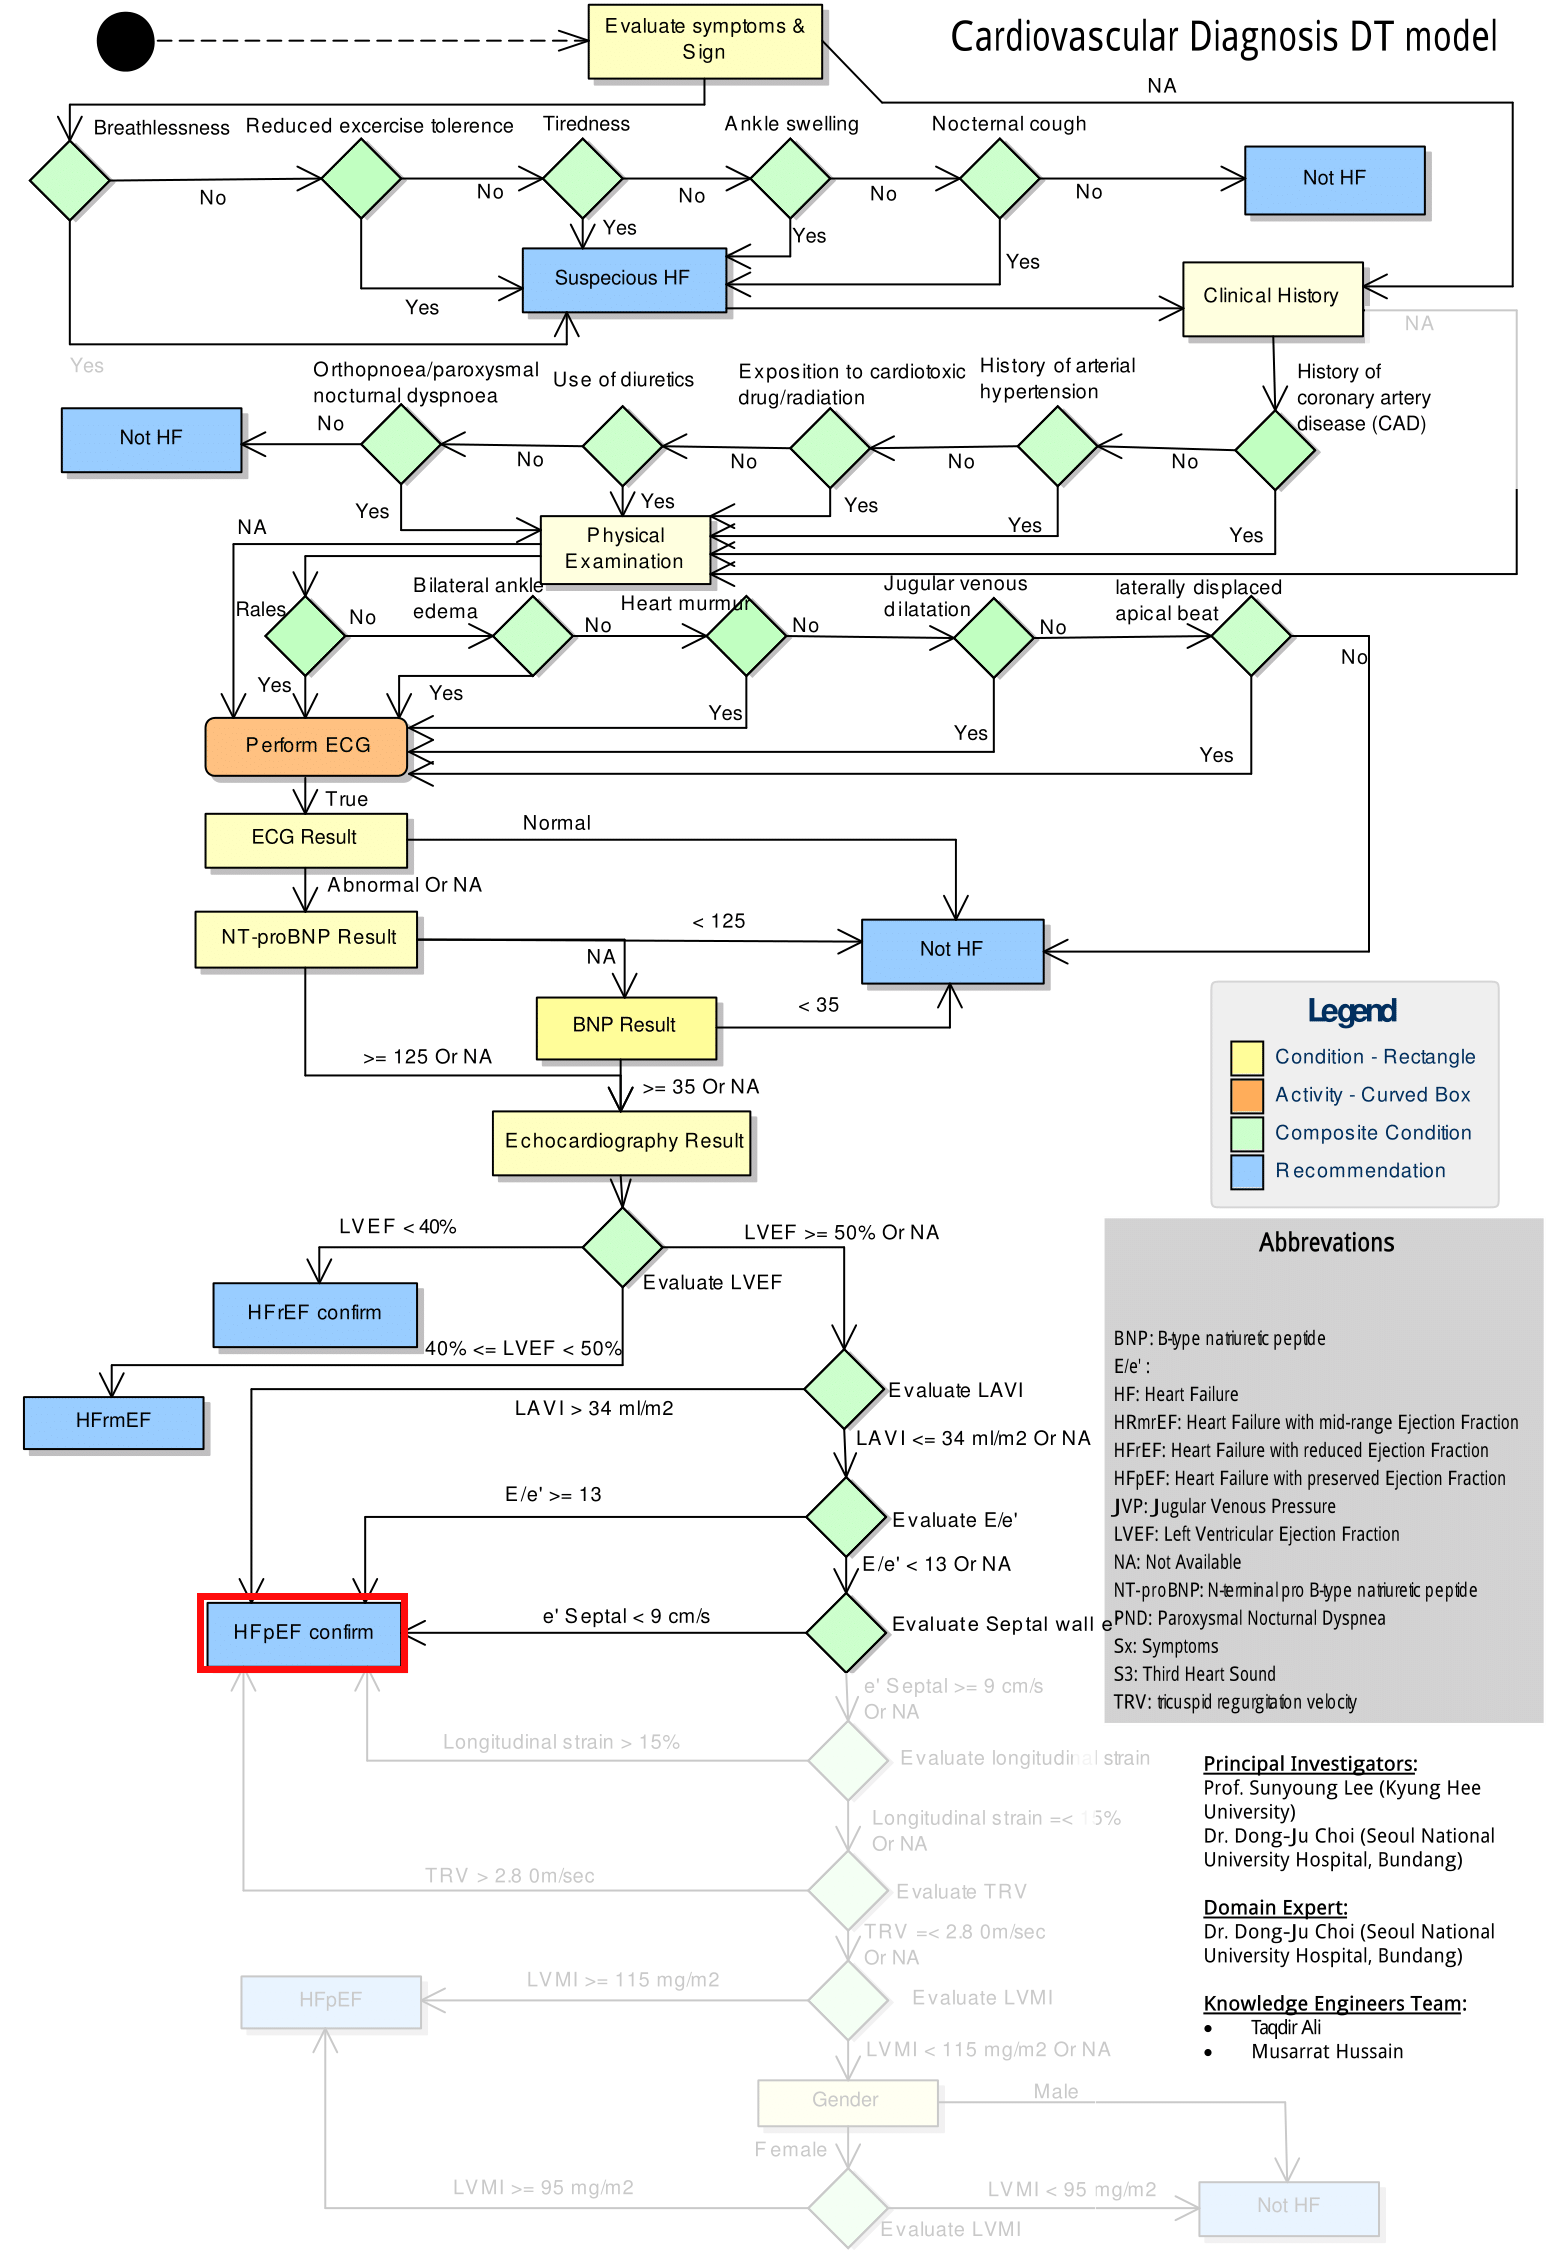 Cardiovascular Diagnosis DT model
Evaluate symptoms &
Sign
NA
Breathlessness
Reduced excercise tolerence
Tiredness
Ankle swelling
Nocternal cough
No
No
No
No
No
Not HF
Yes
Yes
Yes
Yes
Yes
Suspecious HF
Clinical History
NA
Orthopnoea/paroxysmal
nocturnal dyspnoea
Use of diuretics
Exposition to cardiotoxic
drug/radiation
History of arterial
hypertension
History of
coronary artery
disease (CAD)
Not HF
No
No
No
No
No
Yes
Yes
Yes
Yes
Yes
Physical
Examination
NA
Rales
Bilateral ankle
edema
Heart murmur
Jugular venous
dilatation
laterally displaced
apical beat
No
No
No
No
No
Yes
Yes
Yes
Yes
Yes
Perform ECG
True
ECG Result
Normal
Abnormal Or NA
NT-proBNP Result
< 125
NA
Not HF
BNP Result
< 35
>= 125 Or NA
>= 35 Or NA
Echocardiography Result
LVEF < 40%
LVEF >= 50% Or NA
Evaluate LVEF
HFrEF confirm
40% <= LVEF < 50%
HFrmEF
Evaluate LAVI
LAVI > 34 ml/m2
LAVI <= 34 ml/m2 Or NA
E/e' >= 13
Evaluate E/e'
E/e' < 13 Or NA
HFpEF confirm
e' Septal < 9 cm/s
Evaluate Septal wall e'
e' Septal >= 9 cm/s
Or NA
Longitudinal strain > 15%
Evaluate longitudinal strain
Longitudinal strain =< 15%
Or NA
TRV > 2.8 0m/sec
Evaluate TRV
TRV =< 2.8 0m/sec
Or NA
HFpEF
LVMI >= 115 mg/m2
Evaluate LVMI
LVMI < 115 mg/m2 Or NA
Gender
Male
Female
LVMI >= 95 mg/m2
LVMI < 95 mg/m2
Evaluate LVMI
Not HF
Legend
Condition - Rectangle
Activity - Curved Box
Composite Condition
Recommendation
Abbrevations
BNP: B-type natriuretic peptide
E/e' :
HF: Heart Failure
HRmrEF: Heart Failure with mid-range Ejection Fraction
HFrEF: Heart Failure with reduced Ejection Fraction
HFpEF: Heart Failure with preserved Ejection Fraction
JVP: Jugular Venous Pressure
LVEF: Left Ventricular Ejection Fraction
NA: Not Available
NT-proBNP: N-terminal pro B-type natriuretic peptide
PND: Paroxysmal Nocturnal Dyspnea
Sx: Symptoms
S3: Third Heart Sound
TRV: tricuspid regurgitation velocity
Principal Investigators:
Prof. Sunyoung Lee (Kyung Hee
University)
Dr. Dong-Ju Choi (Seoul National
University Hospital, Bundang)
Domain Expert:
Dr. Dong-Ju Choi (Seoul National
University Hospital, Bundang)
Knowledge Engineers Team:
• Taqdir Ali
• Musarrat Hussain